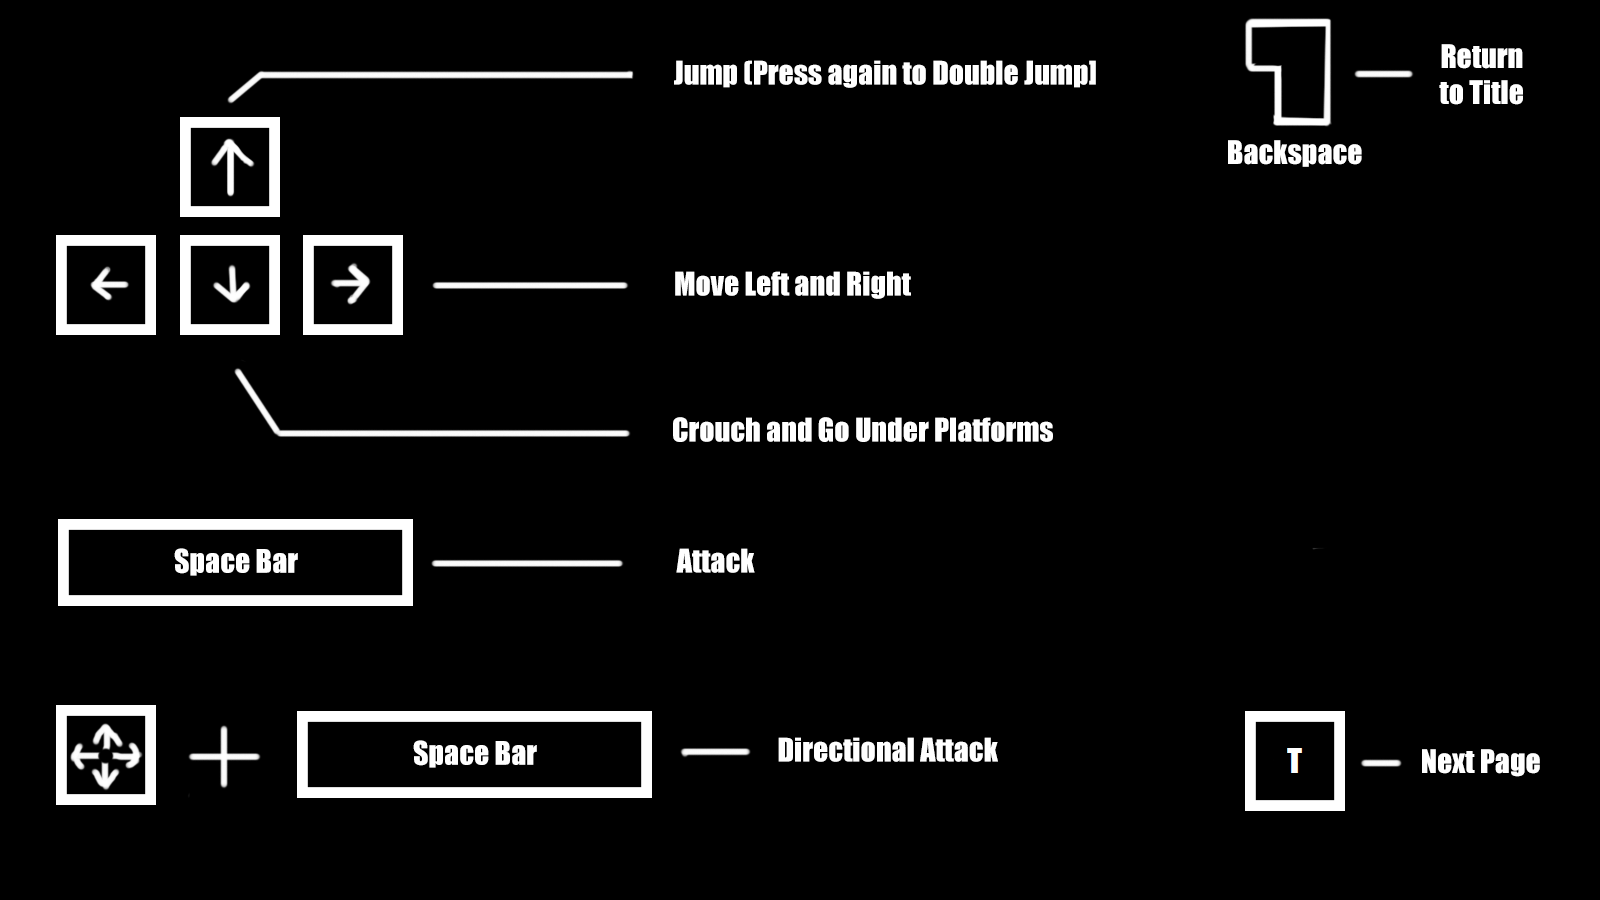 Jump (Press again to Double Jump)
Return
to Title
Backspace
Move Left and Right
Crouch and Go Under Platforms
Space Bar
Attack
Space Bar
Directional Attack
T
Next Page